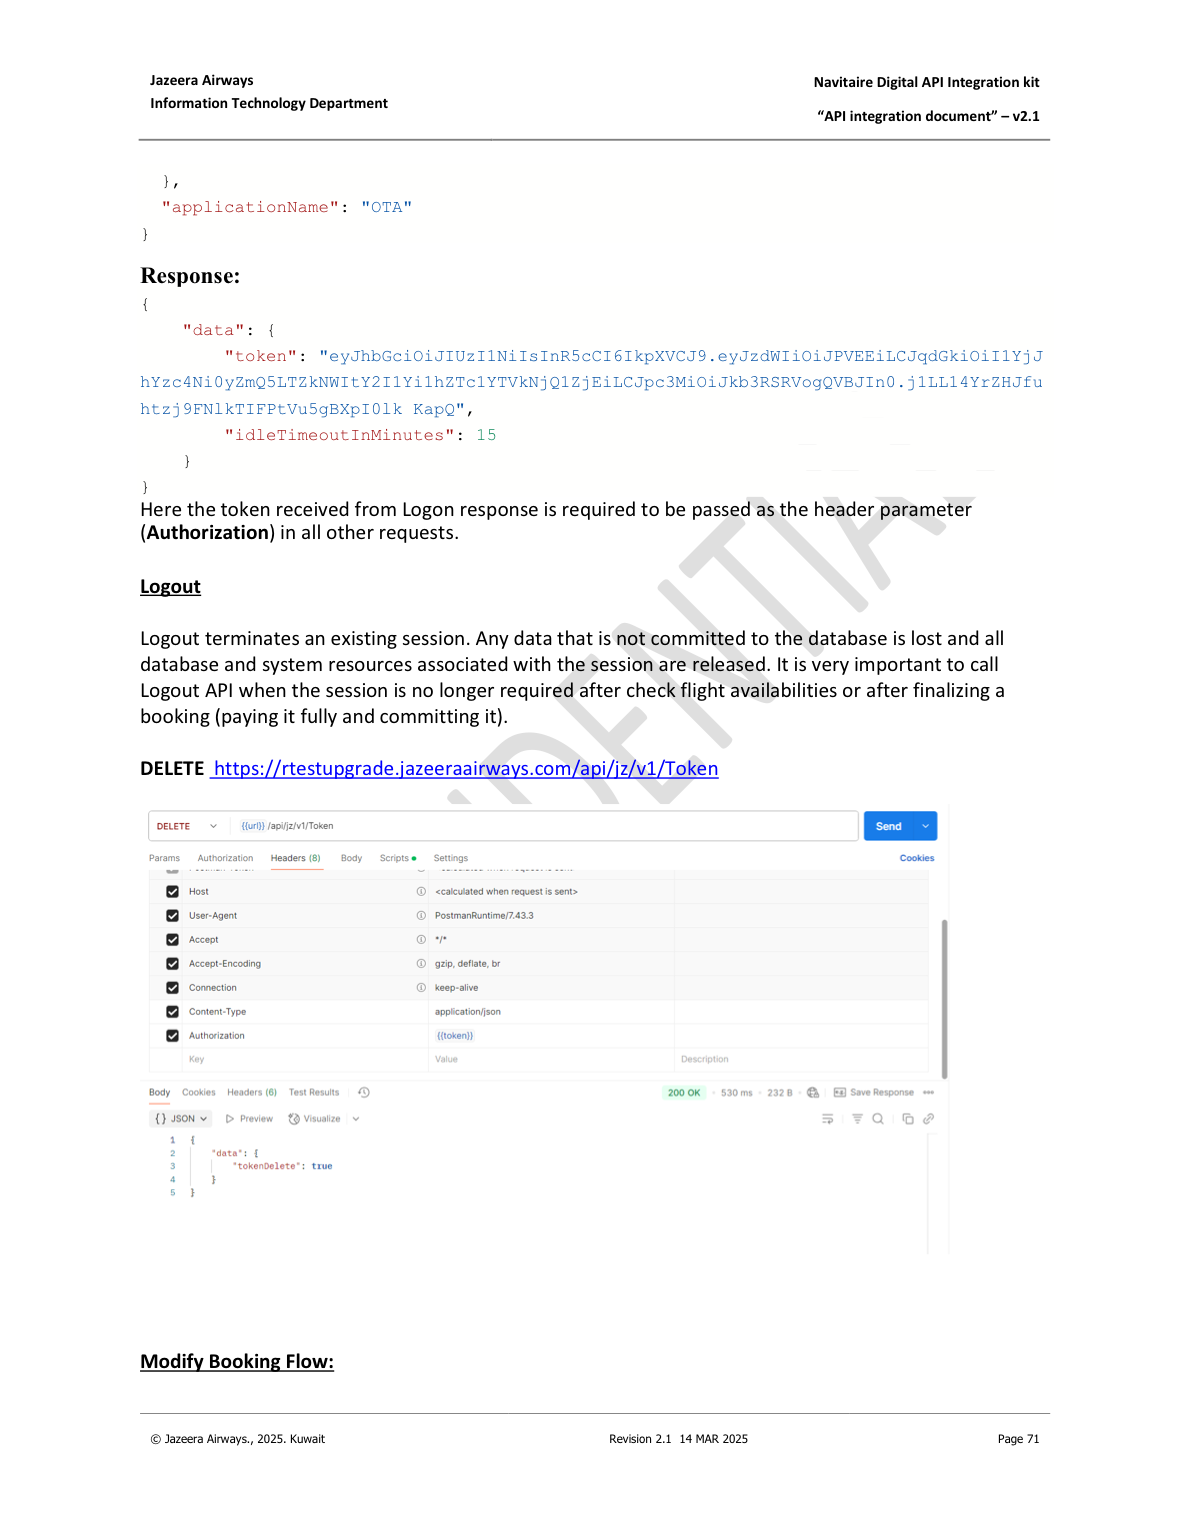 Jazeera Airways
Information Technology Department
Navitaire Digital API Integration kit
“API integration document” – v2.1
},
"applicationName": "OTA"
}
Response:
{
"data": {
"token": "eyJhbGciOiJIUzI1NiIsInR5cCI6IkpXVCJ9.eyJzdWIiOiJPVEEiLCJqdGkiOiI1YjJ
hYzc4Ni0yZmQ5LTZkNWItY2I1Yi1hZTc1YTVkNjQ1ZjEiLCJpc3MiOiJkb3RSRVogQVBJIn0.j1LL14YrZHJfu
htzj9FNlkTIFPtVu5gBXpI0lk KapQ",
"idleTimeoutInMinutes": 15
}
}
Here the token received from Logon response is required to be passed as the header parameter
(Authorization) in all other requests.
Logout
Logout terminates an existing session. Any data that is not committed to the database is lost and all
database and system resources associated with the session are released. It is very important to call
Logout API when the session is no longer required after check flight availabilities or after finalizing a
booking (paying it fully and committing it).
DELETE https://rtestupgrade.jazeeraairways.com/api/jz/v1/Token
DELETE {{url}} /api/jz/v1/Token Send
Params Authorization Headers (8) Body Scripts Settings Cookies
Host <calculated when request is sent>
User-Agent PostmanRuntime/7.43.3
Accept */*
Accept-Encoding gzip, deflate, br
Connection keep-alive
Content-Type application/json
Authorization {{token}}
Key Value Description
Body Cookies Headers (6) Test Results 200 OK 530 ms 232 B Save Response
{} JSON Preview Visualize
1 {
2 "data": {
3 "tokenDelete": true
4 }
5 }
Modify Booking Flow:
© Jazeera Airways., 2025. Kuwait Revision 2.1 14 MAR 2025 Page 71